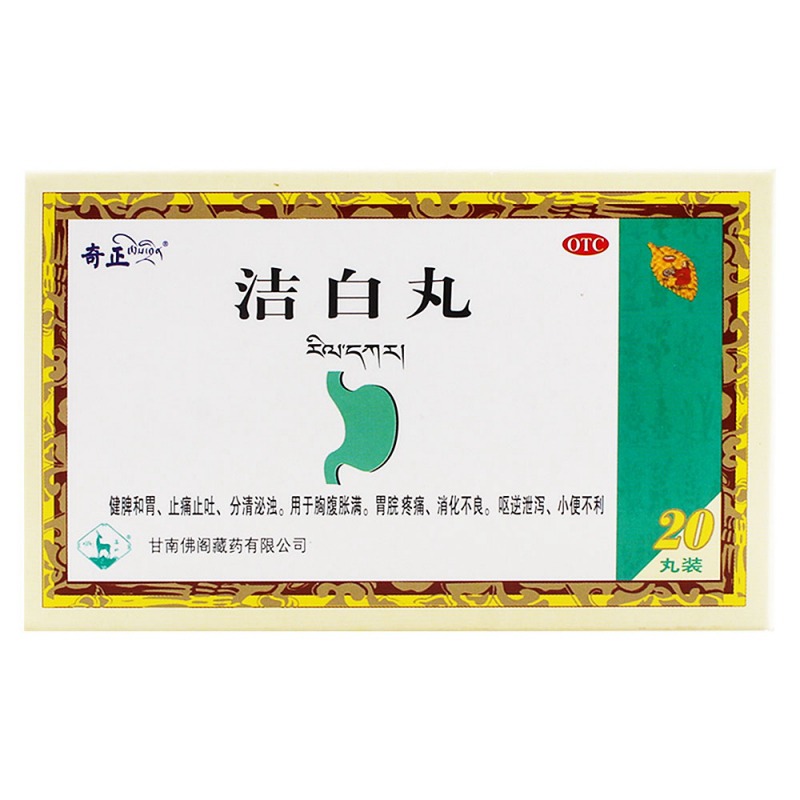 奇正
OTC
洁白丸
རིལ་དཀར།
健脾和胃、止痛止吐、分清泌浊。用于胸腹胀满。胃脘疼痛、消化不良。呕逆泄泻、小便不利
甘南佛阁藏药有限公司
20
丸装